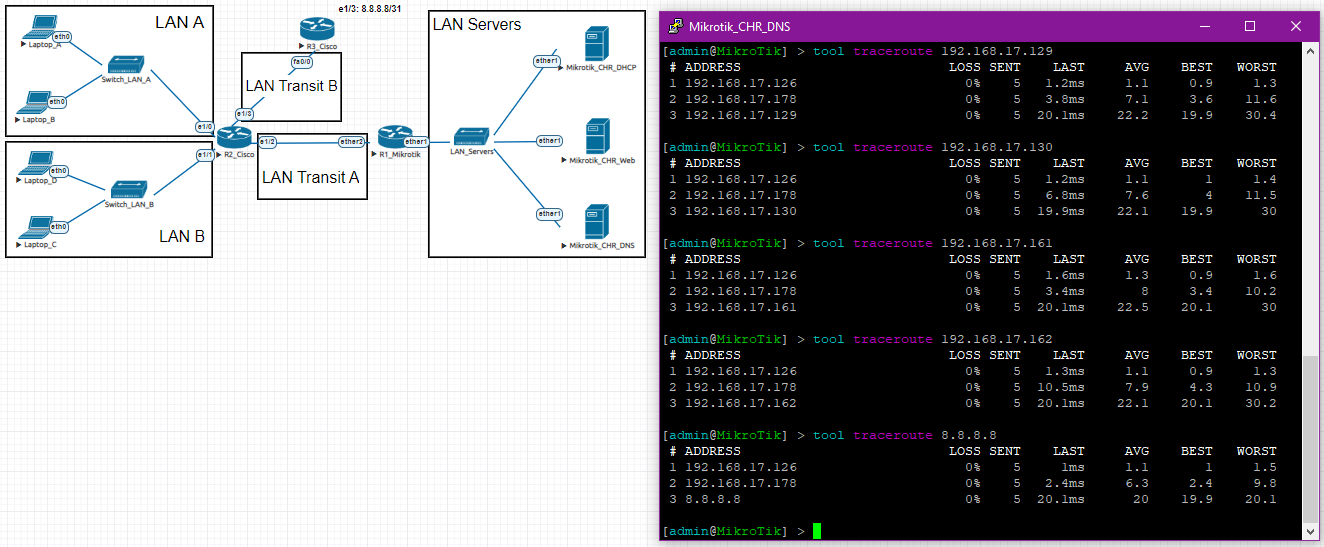 LAN A
e1/3: 8.8.8.8/31
LAN Servers
Laptop_A
eth0
Switch_LAN_A
Laptop_B
eth0
e1/0
R3_Cisco
fa0/0
LAN Transit B
e1/3
ether1
Mikrotik_CHR_DHCP
R2_Cisco
e1/2
ether2
R1_Mikrotik
ether1
LAN_Servers
ether1
Mikrotik_CHR_Web
LAN Transit A
e1/1
Laptop_D
eth0
Switch_LAN_B
Laptop_C
eth0
LAN B
ether1
Mikrotik_CHR_DNS
Mikrotik_CHR_DNS
[admin@MikroTik] > tool traceroute 192.168.17.129
# ADDRESS LOSS SENT LAST AVG BEST WORST
1 192.168.17.126 0% 5 1.2ms 1.1 0.9 1.3
2 192.168.17.178 0% 5 3.8ms 7.1 3.6 11.6
3 192.168.17.129 0% 5 20.1ms 22.2 19.9 30.4
[admin@MikroTik] > tool traceroute 192.168.17.130
# ADDRESS LOSS SENT LAST AVG BEST WORST
1 192.168.17.126 0% 5 1.2ms 1.1 1 1.4
2 192.168.17.178 0% 5 6.8ms 7.6 4 11.5
3 192.168.17.130 0% 5 19.9ms 22.1 19.9 30
[admin@MikroTik] > tool traceroute 192.168.17.161
# ADDRESS LOSS SENT LAST AVG BEST WORST
1 192.168.17.126 0% 5 1.6ms 1.3 0.9 1.6
2 192.168.17.178 0% 5 3.4ms 8 3.4 10.2
3 192.168.17.161 0% 5 20.1ms 22.5 20.1 30
[admin@MikroTik] > tool traceroute 192.168.17.162
# ADDRESS LOSS SENT LAST AVG BEST WORST
1 192.168.17.126 0% 5 1.3ms 1.1 0.9 1.3
2 192.168.17.178 0% 5 10.5ms 7.9 4.3 10.9
3 192.168.17.162 0% 5 20.1ms 22.1 20.1 30.2
[admin@MikroTik] > tool traceroute 8.8.8.8
# ADDRESS LOSS SENT LAST AVG BEST WORST
1 192.168.17.126 0% 5 1ms 1.1 1 1.5
2 192.168.17.178 0% 5 2.4ms 6.3 2.4 9.8
3 8.8.8.8 0% 5 20.1ms 20 19.9 20.1
[admin@MikroTik] >